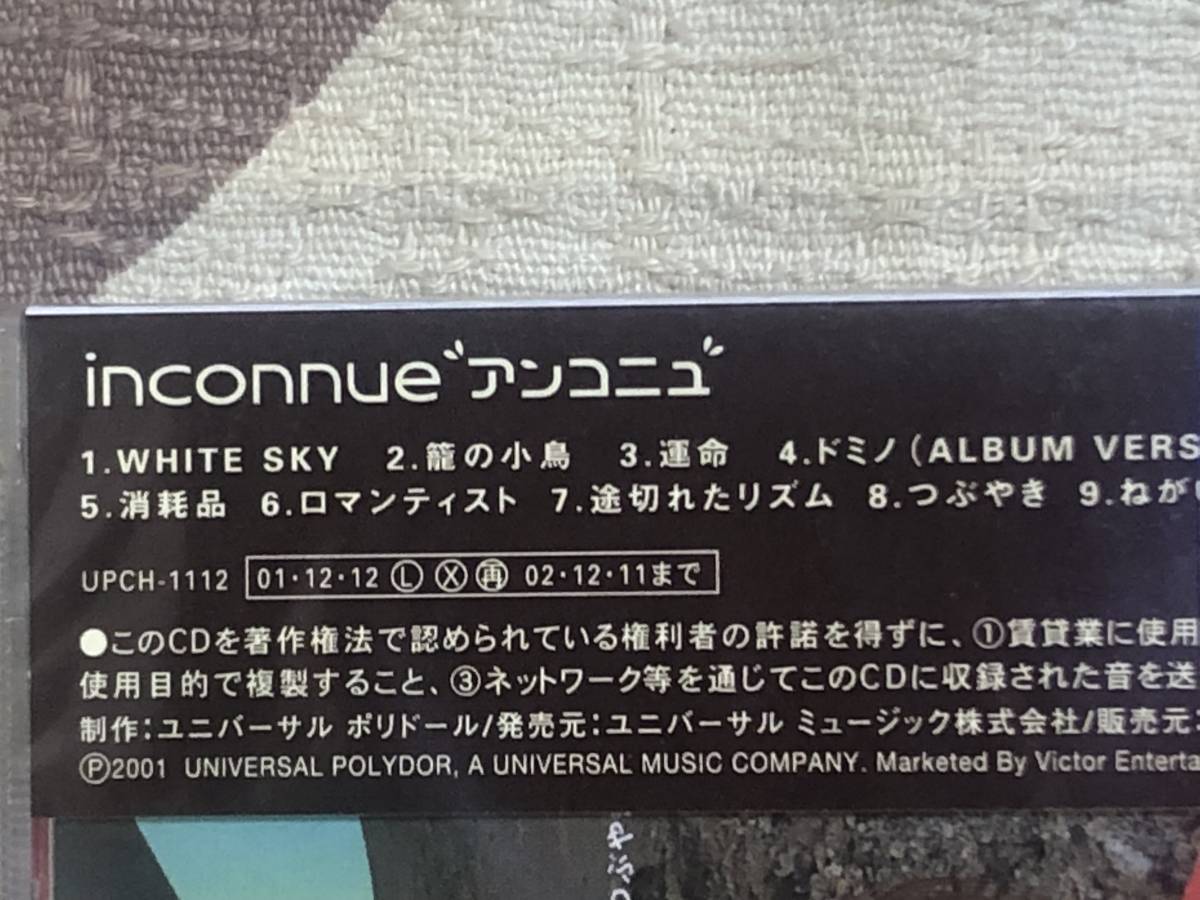 inconnue “アンコニュ”
1.WHITE SKY 2.籠の小鳥 3.運命 4.ドミノ(ALBUM VERS
5.消耗品 6.ロマンティスト 7.途切れたリズム 8.つぶやき 9.ねが
UPCH-1112 01・12・12 Ⓛ Ⓧ ㊢ 02・12・11まで
●このCDを著作権法で認められている権利者の許諾を得ずに、①賃貸業に使用
使用目的で複製すること、③ネットワーク等を通じてこのCDに収録された音を送
制作:ユニバーサル ポリドール/発売元:ユニバーサル ミュージック株式会社/販売元
Ⓟ2001 UNIVERSAL POLYDOR, A UNIVERSAL MUSIC COMPANY. Marketed By Victor Enterta
つぶや